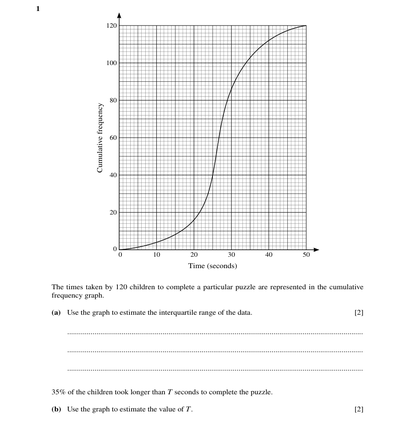 1
120
100
80
60
40
20
0
Cumulative frequency
0 10 20 30 40 50
Time (seconds)
The times taken by 120 children to complete a particular puzzle are represented in the cumulative
frequency graph.
(a) Use the graph to estimate the interquartile range of the data. [2]
35% of the children took longer than T seconds to complete the puzzle.
(b) Use the graph to estimate the value of T. [2]